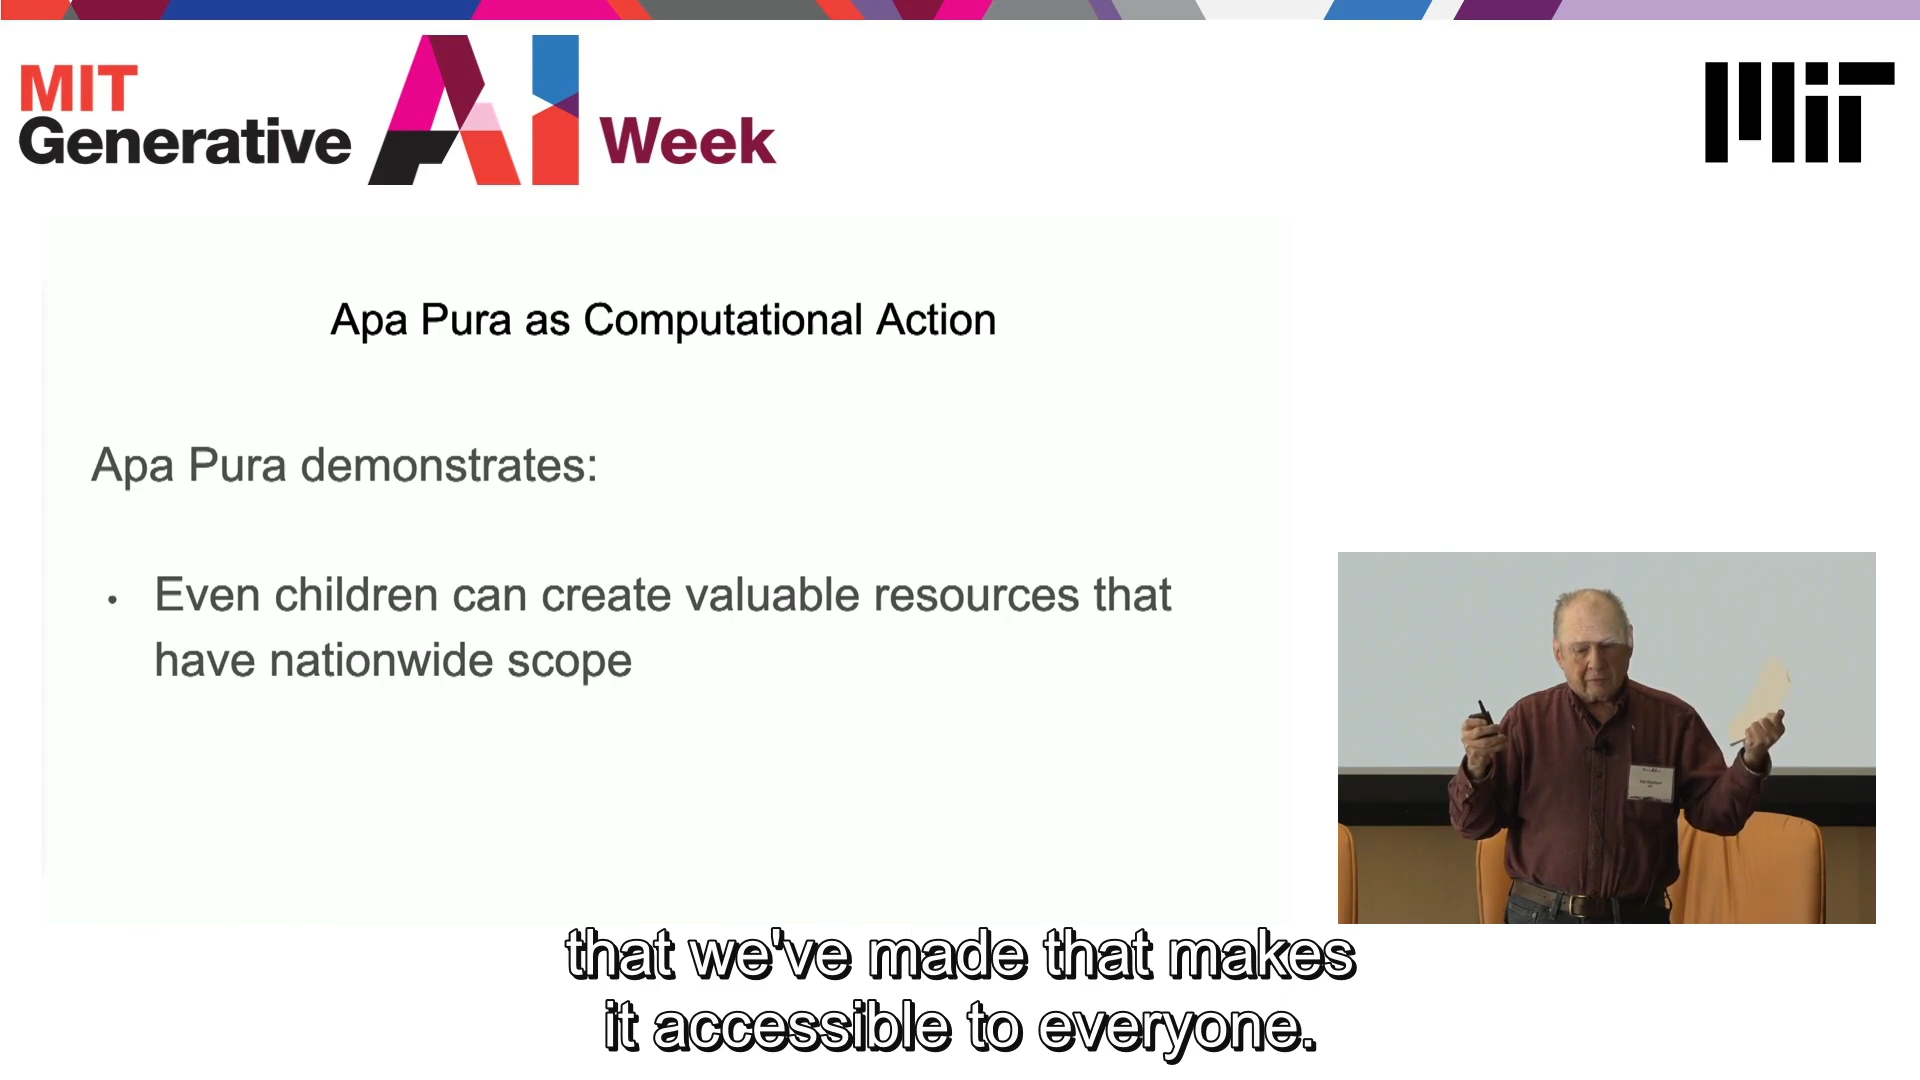 MIT
Generative AI Week
MIT
Apa Pura as Computational Action
Apa Pura demonstrates:
• Even children can create valuable resources that
have nationwide scope
that we've made that makes
it accessible to everyone.